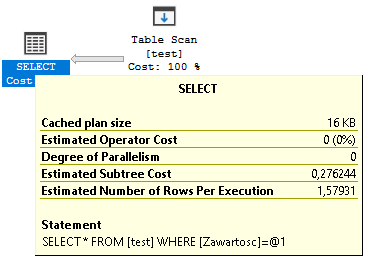 Table Scan
[test]
Cost: 100 %
SELECT
Cost
SELECT
Cached plan size 16 KB
Estimated Operator Cost 0 (0%)
Degree of Parallelism 0
Estimated Subtree Cost 0,276244
Estimated Number of Rows Per Execution 1,57931
Statement
SELECT * FROM [test] WHERE [Zawartosc]=@1